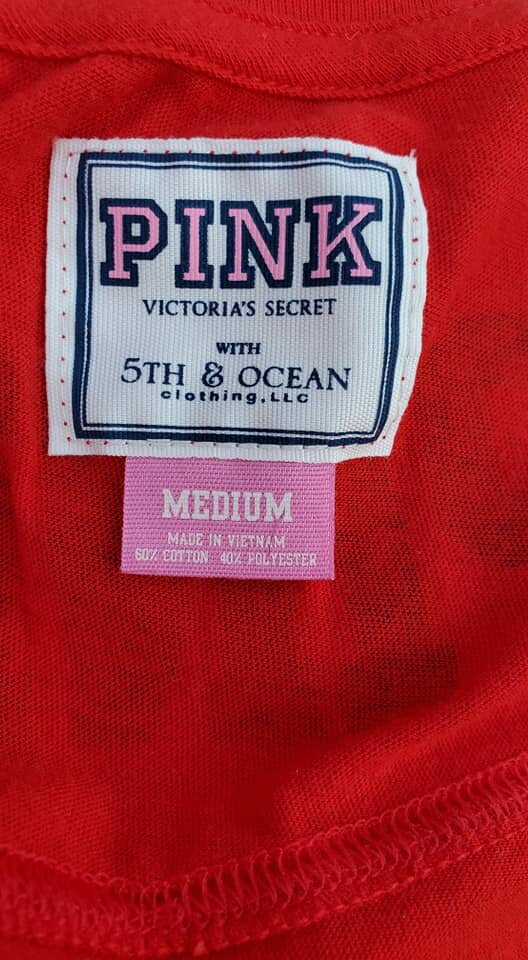 PINK
VICTORIA'S SECRET
WITH
5TH & OCEAN
clothing, LLC
MEDIUM
MADE IN VIETNAM
60% COTTON 40% POLYESTER